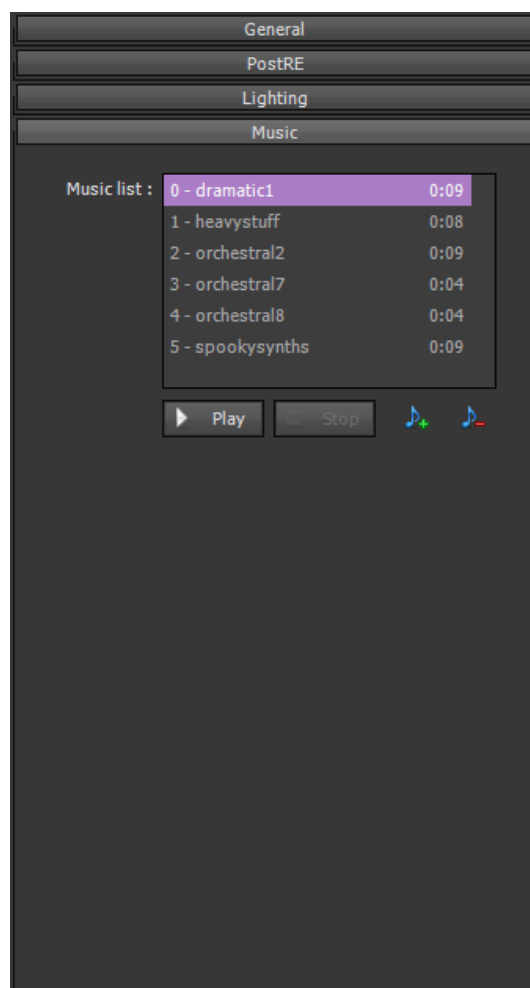 General
PostRE
Lighting
Music
Music list : 0 - dramatic1 0:09
1 - heavystuff 0:08
2 - orchestral2 0:09
3 - orchestral7 0:04
4 - orchestral8 0:04
5 - spookysynths 0:09
Play Stop